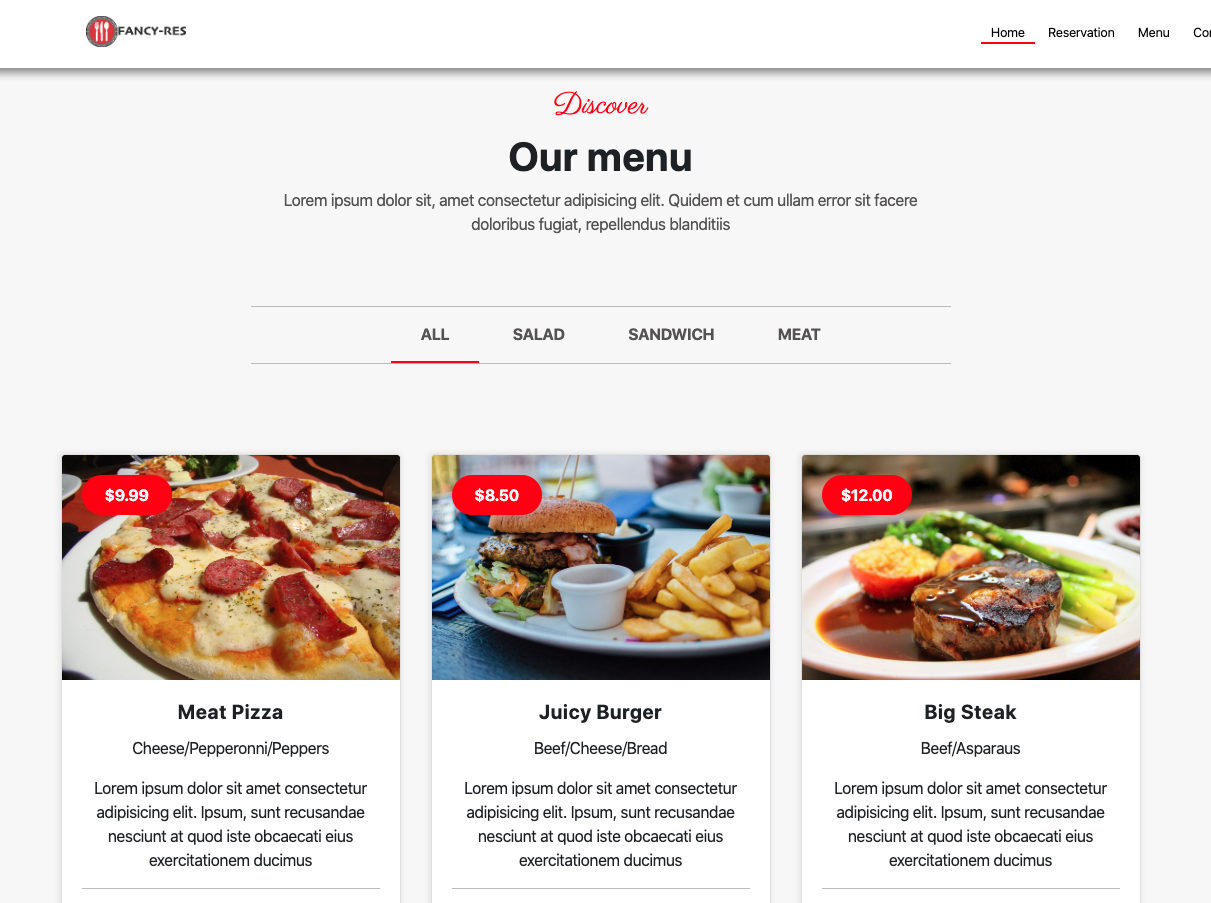 FANCY-RES
Home Reservation Menu
Discover
Our menu
Lorem ipsum dolor sit, amet consectetur adipisicing elit. Quidem et cum ullam error sit facere
doloribus fugiat, repellendus blanditiis
ALL SALAD SANDWICH MEAT
$9.99
$8.50
$12.00
Meat Pizza
Cheese/Pepperonni/Peppers
Lorem ipsum dolor sit amet consectetur
adipisicing elit. Ipsum, sunt recusandae
nesciunt at quod iste obcaecati eius
exercitationem ducimus
Juicy Burger
Beef/Cheese/Bread
Lorem ipsum dolor sit amet consectetur
adipisicing elit. Ipsum, sunt recusandae
nesciunt at quod iste obcaecati eius
exercitationem ducimus
Big Steak
Beef/Asparaus
Lorem ipsum dolor sit amet consectetur
adipisicing elit. Ipsum, sunt recusandae
nesciunt at quod iste obcaecati eius
exercitationem ducimus